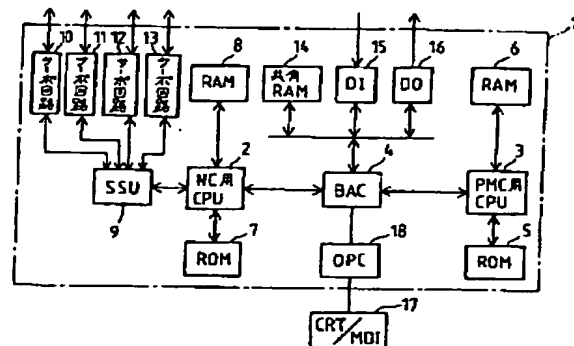 10 11 12 13
サーボ回路 サーボ回路 サーボ回路 サーボ回路
8
RAM
14
共有RAM
15
DI
16
DO
6
RAM
SSU
9
2
NC用
CPU
4
BAC
3
PMC用
CPU
7
ROM
18
OPC
5
ROM
17
CRT/MDI